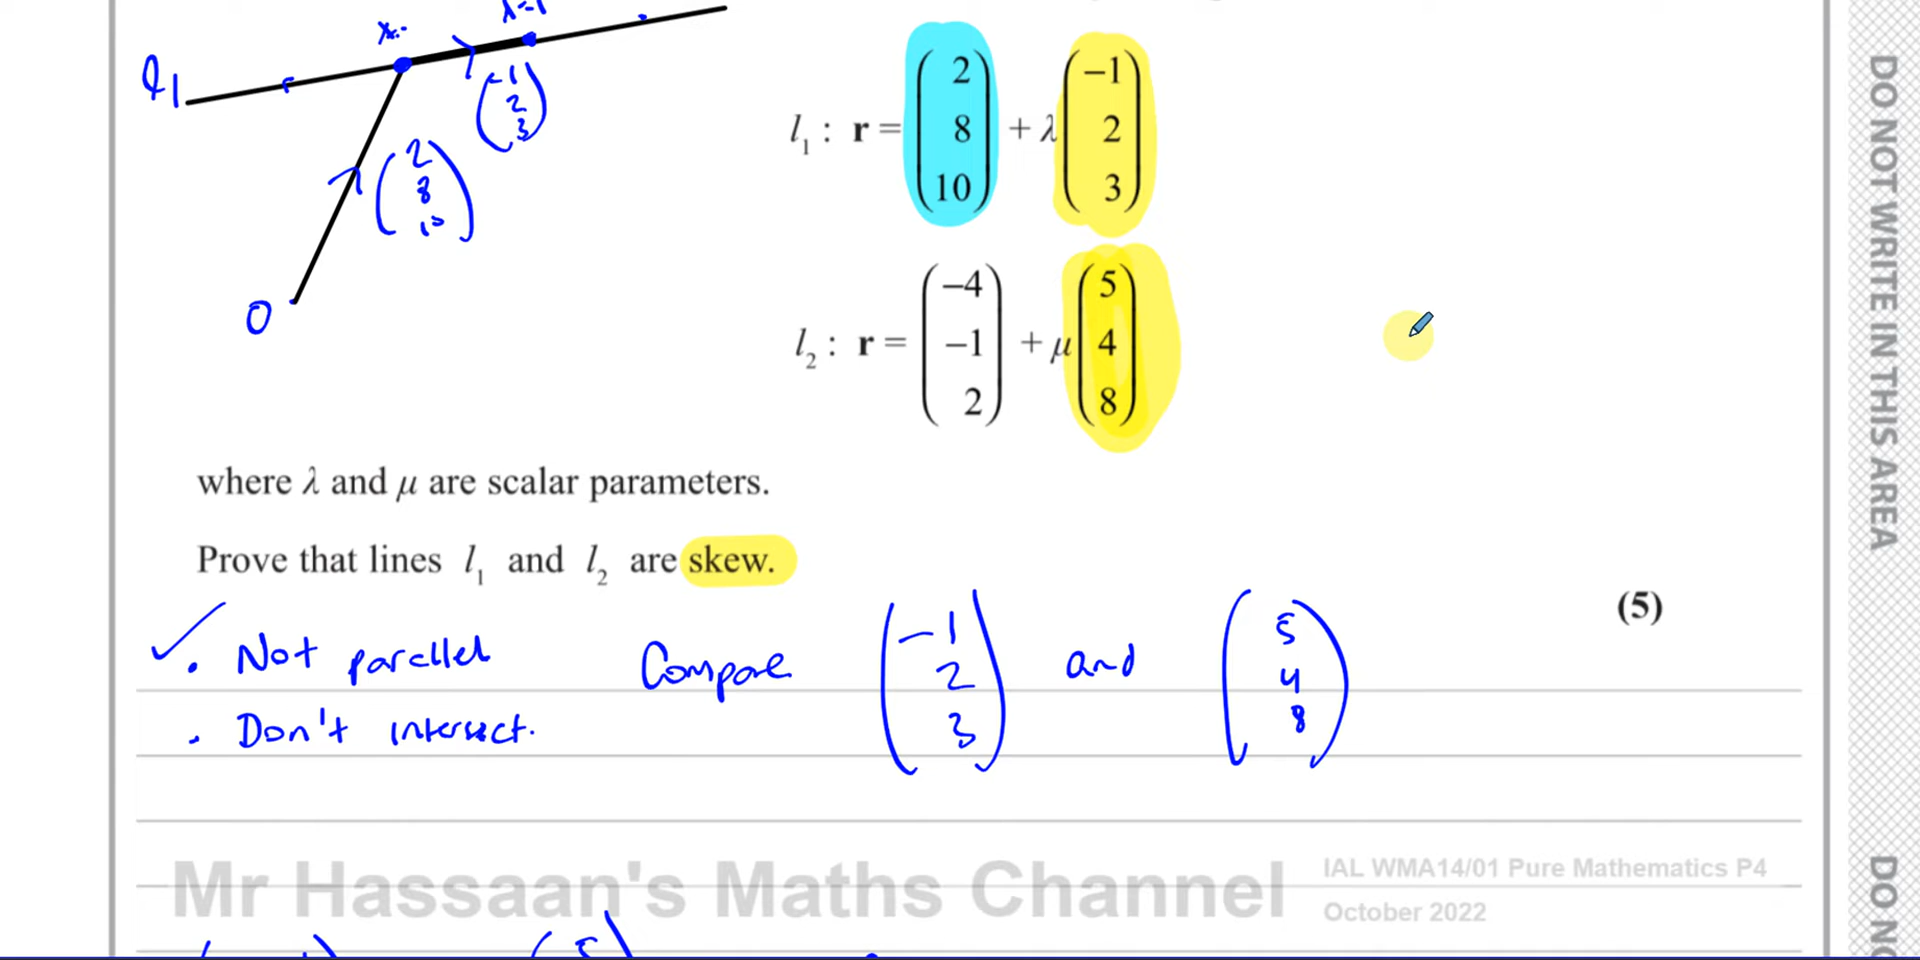 λ=1
l1
(-1 2 3)
(2 8 10)
O
l₁ : r = (2 8 10) + λ(−1 2 3)
l₂ : r = (−4 −1 2) + μ(5 4 8)
where λ and μ are scalar parameters.
Prove that lines l₁ and l₂ are skew.
(5)
✓ . Not parallel Compare (-1 2 3) and (5 4 8)
. Don't intersect.
Mr Hassaan's Maths Channel
IAL WMA14/01 Pure Mathematics P4
October 2022
DO NOT WRITE IN THIS AREA
DO NO